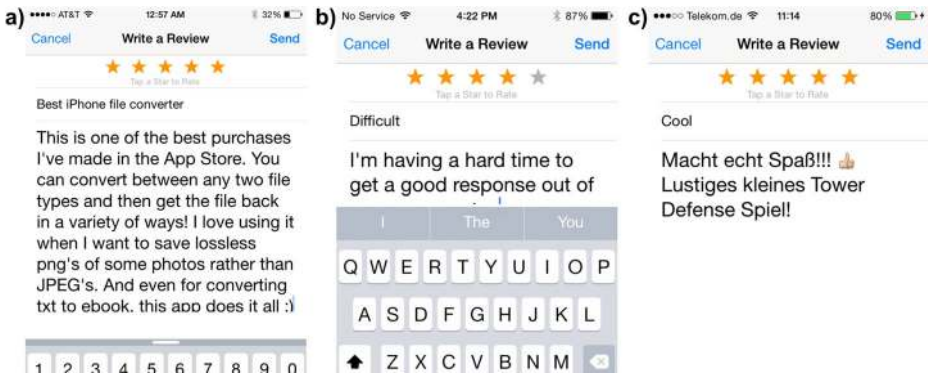 a)
AT&T 12:57 AM 32%
Cancel Write a Review Send
Tap a Star to Rate
Best iPhone file converter
This is one of the best purchases
I've made in the App Store. You
can convert between any two file
types and then get the file back
in a variety of ways! I love using it
when I want to save lossless
png's of some photos rather than
JPEG's. And even for converting
txt to ebook, this app does it all :)
1 2 3 4 5 6 7 8 9 0
b)
No Service 4:22 PM 87%
Cancel Write a Review Send
Tap a Star to Rate
Difficult
I'm having a hard time to
get a good response out of
I The You
Q W E R T Y U I O P
A S D F G H J K L
Z X C V B N M
c)
Telekom.de 11:14 80%
Cancel Write a Review Send
Tap a Star to Rate
Cool
Macht echt Spaß!!! 👍
Lustiges kleines Tower
Defense Spiel!